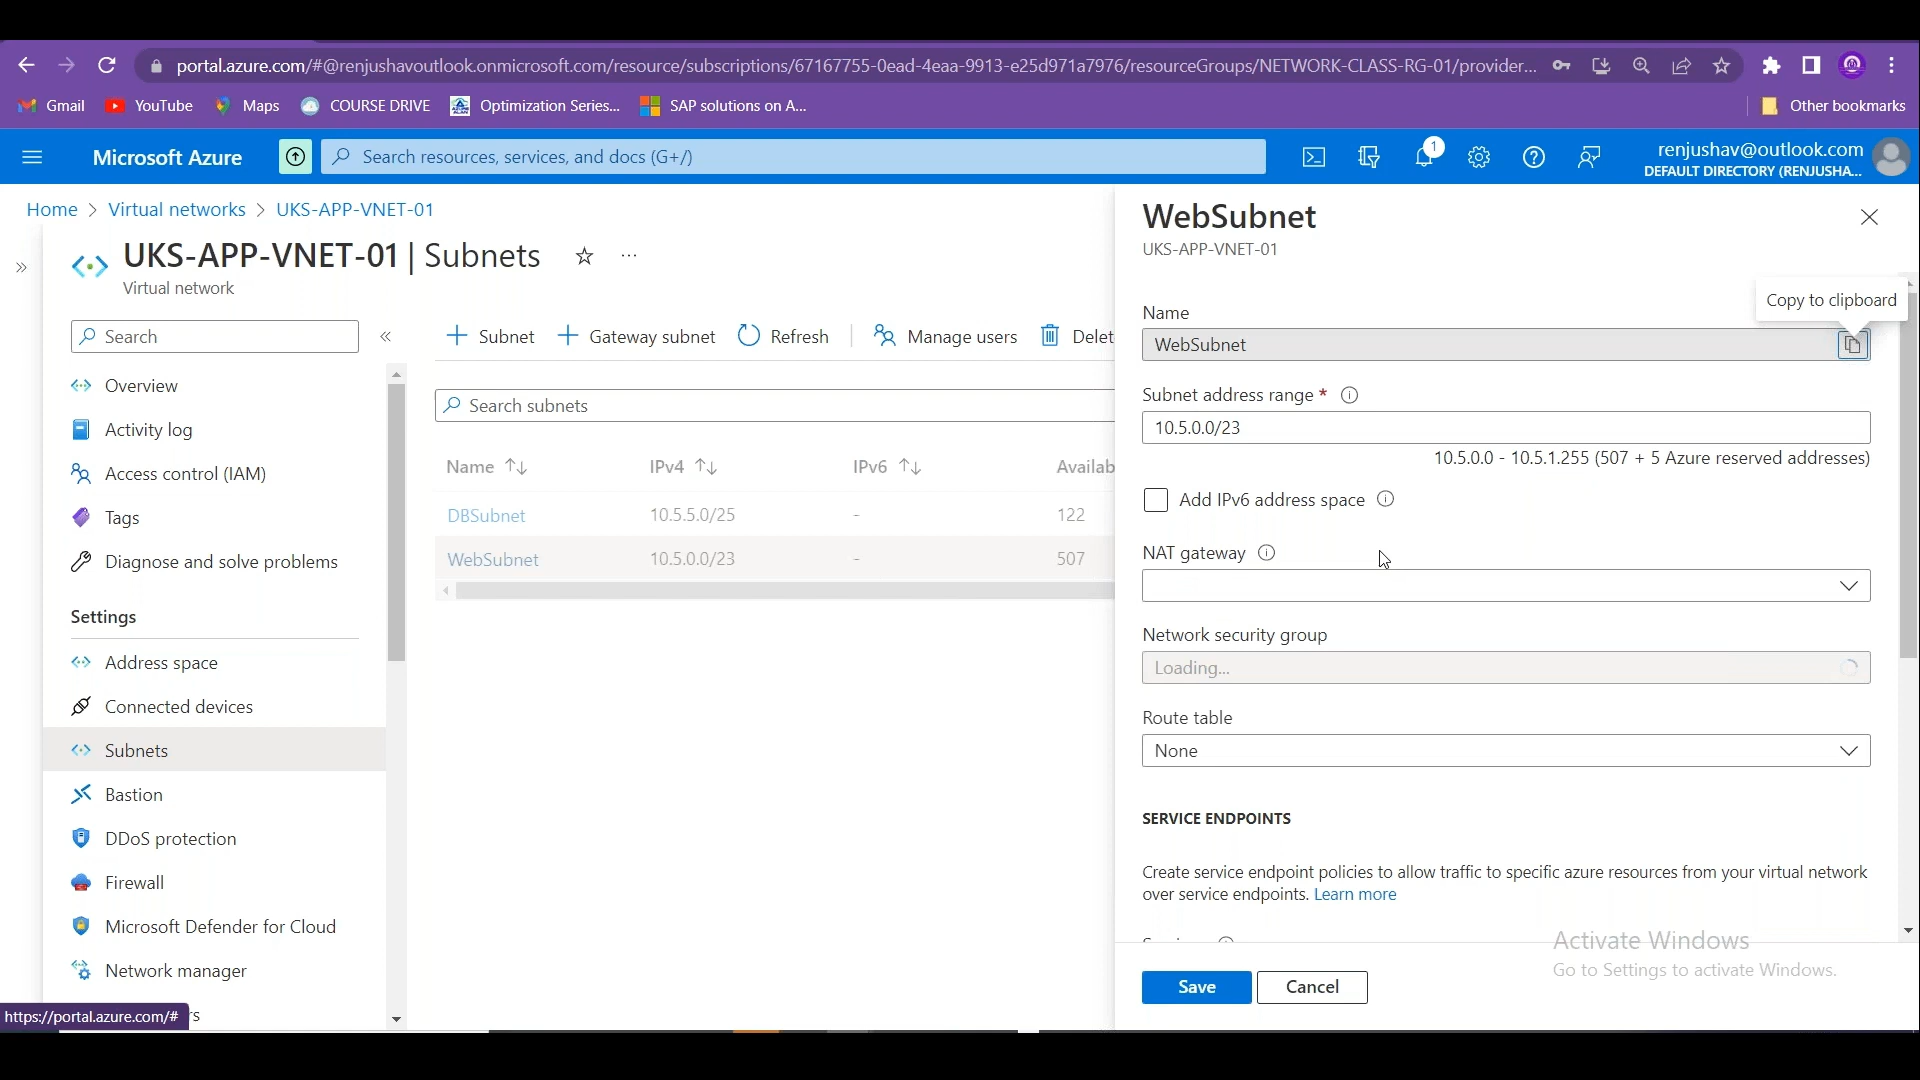 portal.azure.com/#@renjushavoutlook.onmicrosoft.com/resource/subscriptions/67167755-0ead-4eaa-9913-e25d971a7976/resourceGroups/NETWORK-CLASS-RG-01/provider...
Gmail YouTube Maps COURSE DRIVE Optimization Series... SAP solutions on A... Other bookmarks
Microsoft Azure Search resources, services, and docs (G+/) 1 renjushav@outlook.com
DEFAULT DIRECTORY (RENJUSHA...
Home > Virtual networks > UKS-APP-VNET-01
UKS-APP-VNET-01 | Subnets ☆ ...
Virtual network
Search «
Overview
Activity log
Access control (IAM)
Tags
Diagnose and solve problems
Settings
Address space
Connected devices
Subnets
Bastion
DDoS protection
Firewall
Microsoft Defender for Cloud
Network manager
https://portal.azure.com/#
+ Subnet + Gateway subnet Refresh Manage users Delet
Search subnets
Name ↑↓ IPv4 ↑↓ IPv6 ↑↓ Availab
DBSubnet 10.5.5.0/25 - 122
WebSubnet 10.5.0.0/23 - 507
WebSubnet
UKS-APP-VNET-01
Copy to clipboard
Name
WebSubnet
Subnet address range *
10.5.0.0/23
10.5.0.0 - 10.5.1.255 (507 + 5 Azure reserved addresses)
Add IPv6 address space
NAT gateway
Network security group
Loading...
Route table
None
SERVICE ENDPOINTS
Create service endpoint policies to allow traffic to specific azure resources from your virtual network
over service endpoints. Learn more
Activate Windows
Go to Settings to activate Windows.
Save Cancel